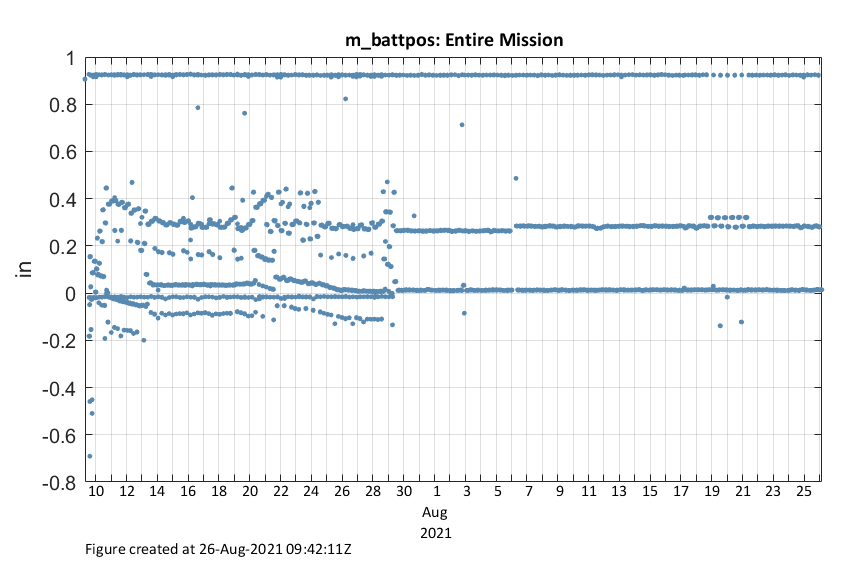 m_battpos: Entire Mission
1
0.8
0.6
0.4
0.2
0
-0.2
-0.4
-0.6
-0.8
in
10 12 14 16 18 20 22 24 26 28 30 1 3 5 7 9 11 13 15 17 19 21 23 25
Aug
2021
Figure created at 26-Aug-2021 09:42:11Z